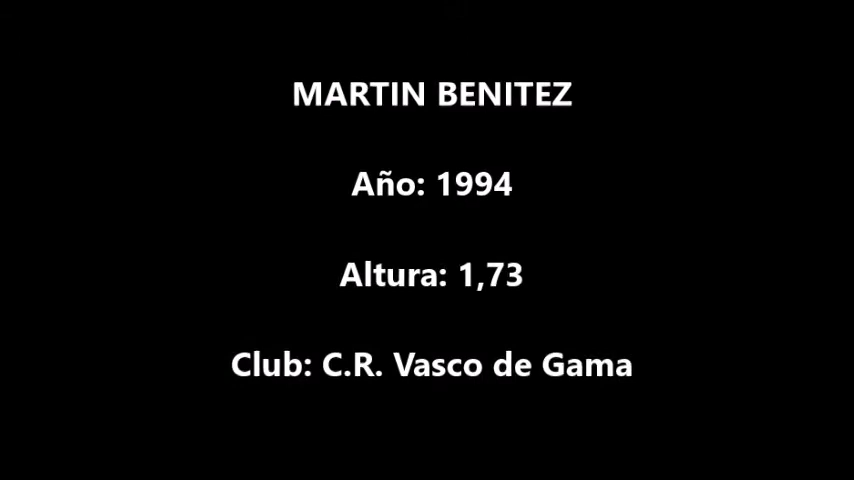 MARTIN BENITEZ
Año: 1994
Altura: 1,73
Club: C.R. Vasco de Gama